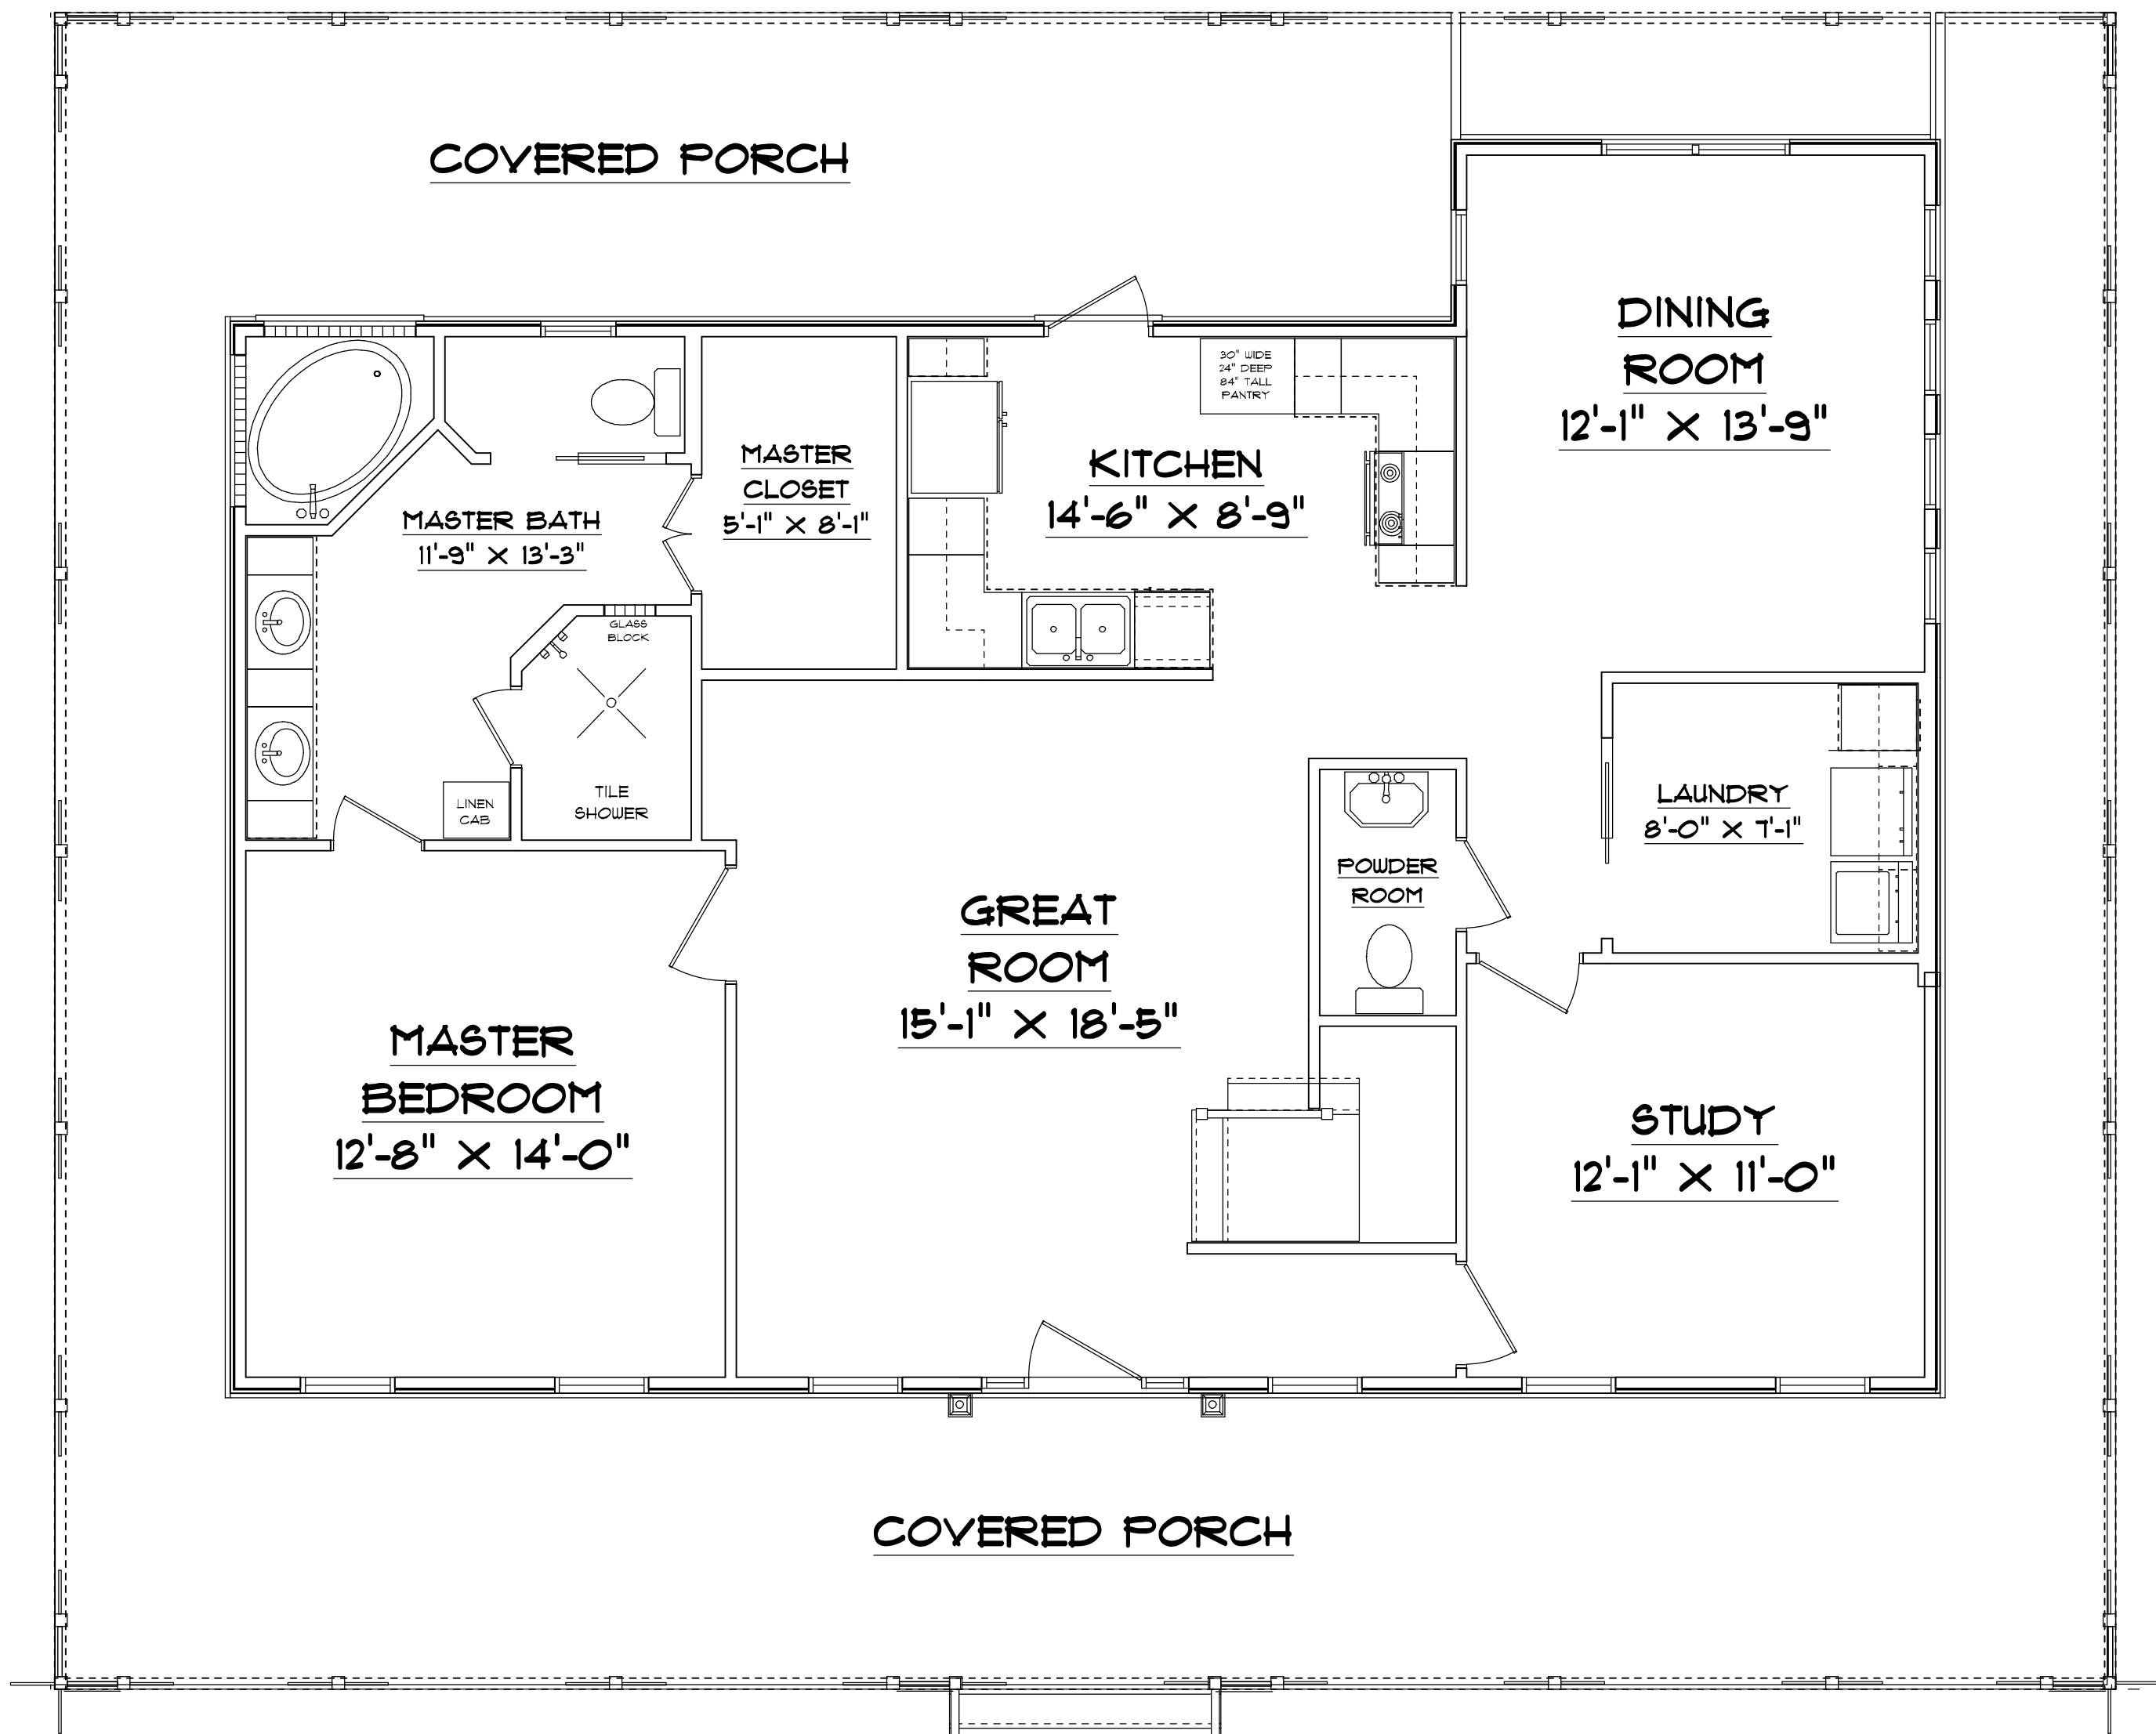 COVERED PORCH
DINING
ROOM
12'-1" X 13'-9"
30" WIDE
24" DEEP
84" TALL
PANTRY
MASTER
CLOSET
5'-1" X 8'-1"
KITCHEN
14'-6" X 8'-9"
MASTER BATH
11'-9" X 13'-3"
GLASS
BLOCK
TILE
SHOWER
LINEN
CAB
LAUNDRY
8'-0" X 7'-1"
POWDER
ROOM
GREAT
ROOM
15'-1" X 18'-5"
MASTER
BEDROOM
12'-8" X 14'-0"
STUDY
12'-1" X 11'-0"
COVERED PORCH